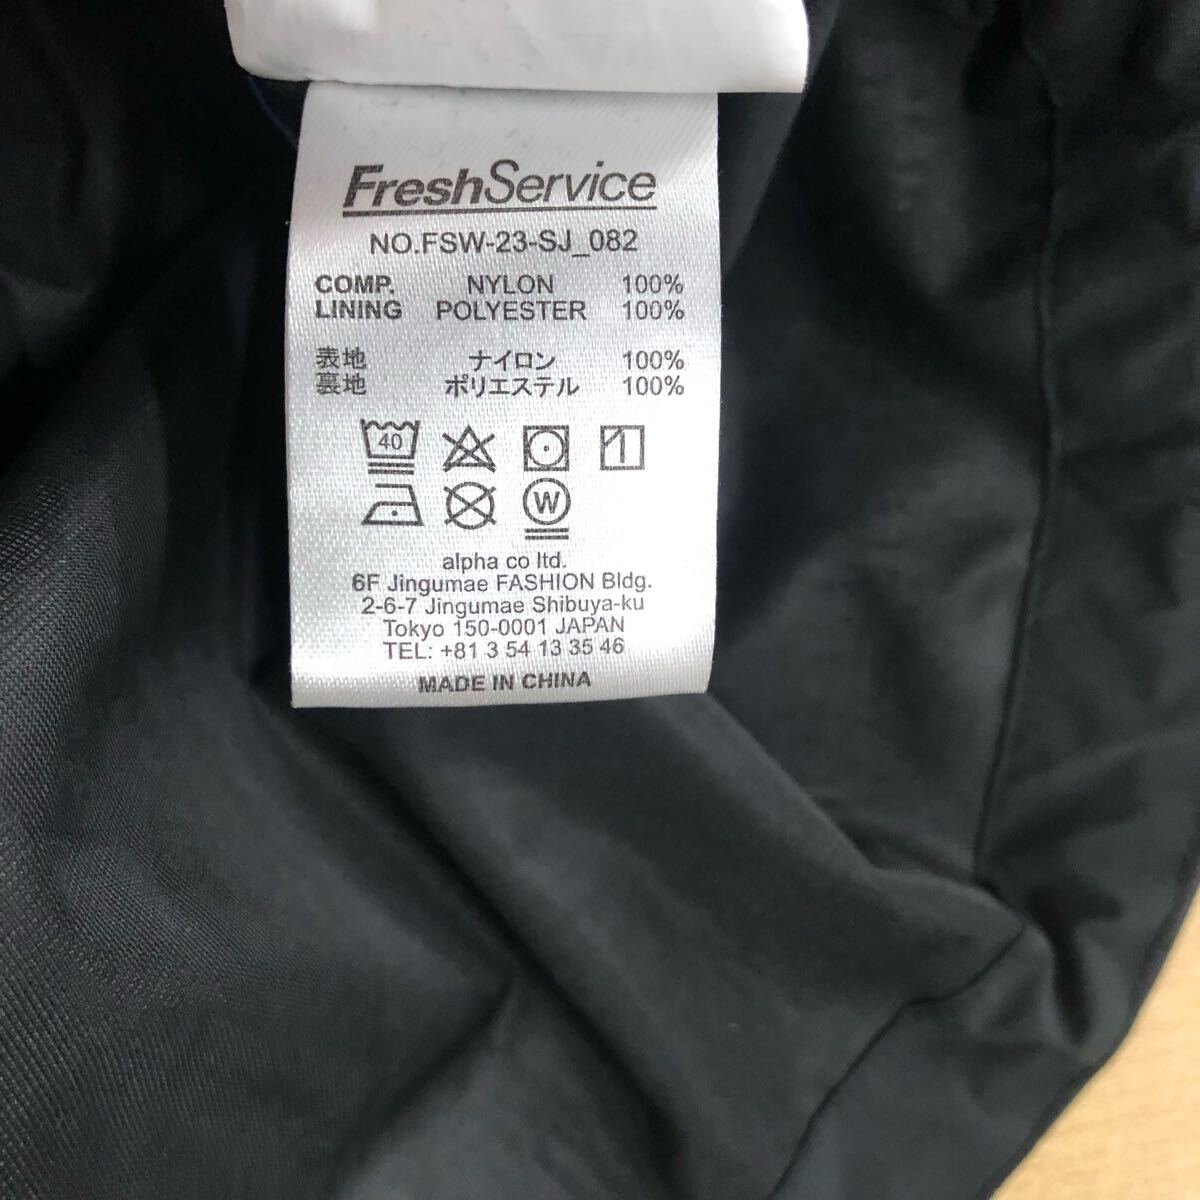 FreshService
NO.FSW-23-SJ_082
COMP. NYLON 100%
LINING POLYESTER 100%
表地 ナイロン 100%
裏地 ポリエステル 100%
40
W
alpha co ltd.
6F Jingumae FASHION Bldg.
2-6-7 Jingumae Shibuya-ku
Tokyo 150-0001 JAPAN
TEL: +81 3 54 13 35 46
MADE IN CHINA